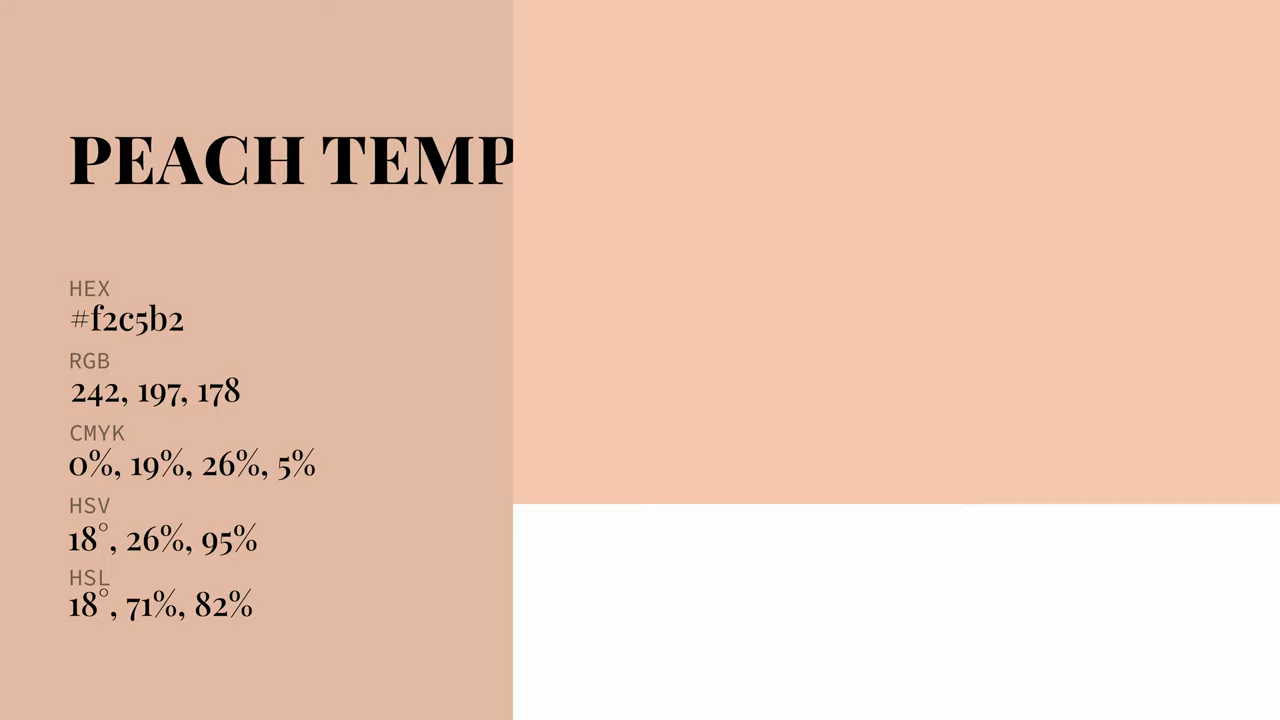 PEACH TEMP
HEX
#f2c5b2
RGB
242, 197, 178
CMYK
0%, 19%, 26%, 5%
HSV
18°, 26%, 95%
HSL
18°, 71%, 82%